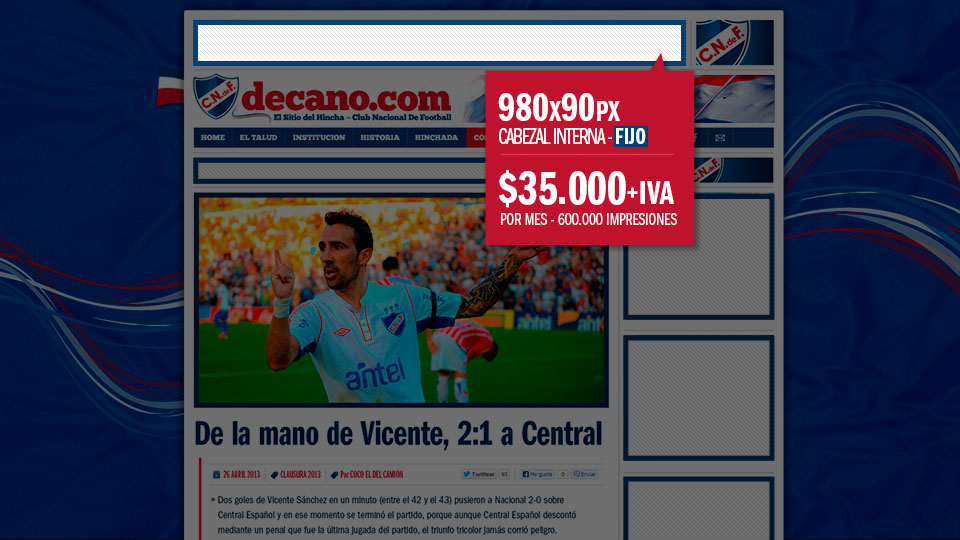 C.N. de F.
C.N. de F.
decano.com
El Sitio del Hincha – Club Nacional De Football
HOME EL TALUD INSTITUCION HISTORIA HINCHADA
980x90PX
CABEZAL INTERNA - FIJO
$35.000+IVA
POR MES - 600.000 IMPRESIONES
antel
De la mano de Vicente, 2:1 a Central
26 ABRIL 2013 CLAUSURA 2013 Por COCO EL DEL CAMIÓN Twittear Me gusta 0 Enviar
Dos goles de Vicente Sánchez en un minuto (entre el 42 y el 43) pusieron a Nacional 2-0 sobre
Central Español y en ese momento se terminó el partido, porque aunque Central Español descontó
mediante un penal que fue la última jugada del partido, el triunfo tricolor jamás corrió peligro.